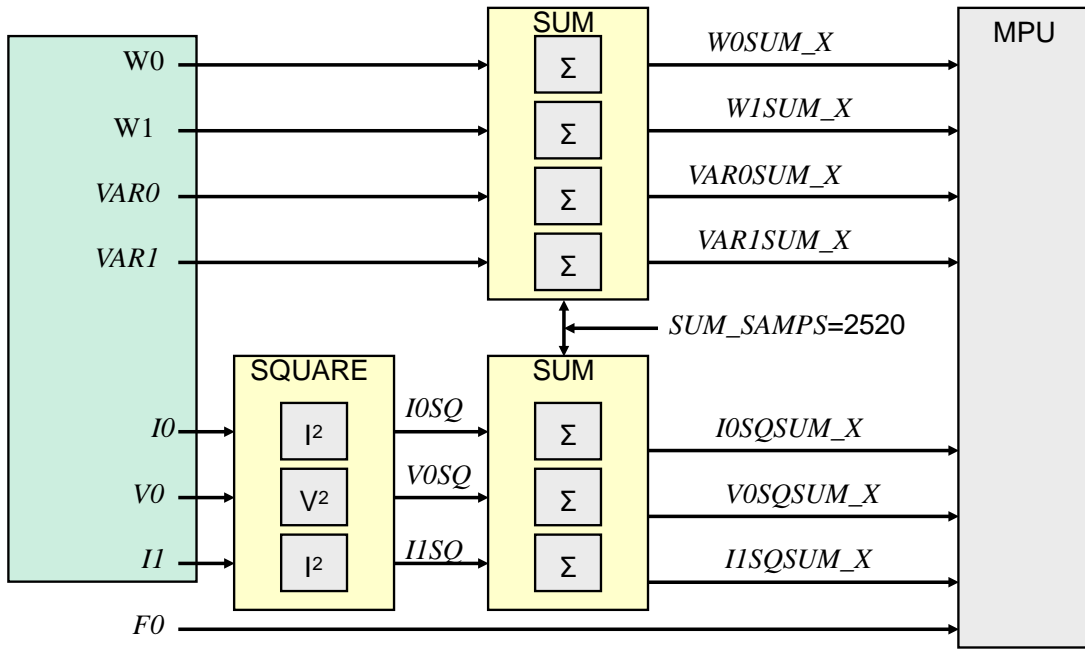 SUM
MPU
W0
Σ
W0SUM_X
W1
Σ
W1SUM_X
VAR0
Σ
VAR0SUM_X
VAR1
Σ
VAR1SUM_X
SUM_SAMPS=2520
SQUARE
SUM
I0
I²
I0SQ
Σ
I0SQSUM_X
V0
V²
V0SQ
Σ
V0SQSUM_X
I1
I²
I1SQ
Σ
I1SQSUM_X
F0